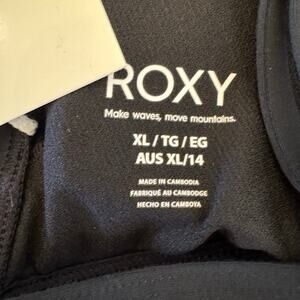 ROXY
Make waves, move mountains.
XL / TG / EG
AUS XL/14
MADE IN CAMBODIA
FABRIQUÉ AU CAMBODGE
HECHO EN CAMBOYA